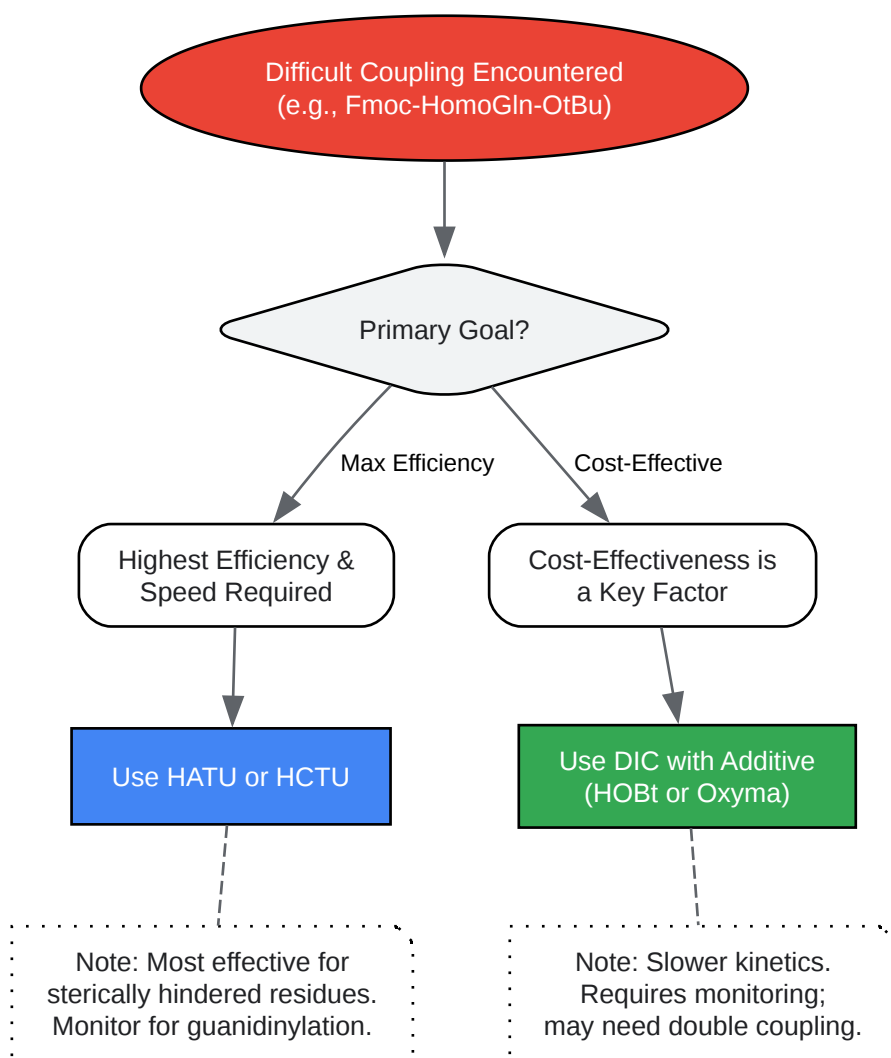 Difficult Coupling Encountered
(e.g., Fmoc-HomoGln-OtBu)
Primary Goal?
Max Efficiency
Cost-Effective
Highest Efficiency &
Speed Required
Cost-Effectiveness is
a Key Factor
Use HATU or HCTU
Use DIC with Additive
(HOBt or Oxyma)
Note: Most effective for
sterically hindered residues.
Monitor for guanidinylation.
Note: Slower kinetics.
Requires monitoring;
may need double coupling.